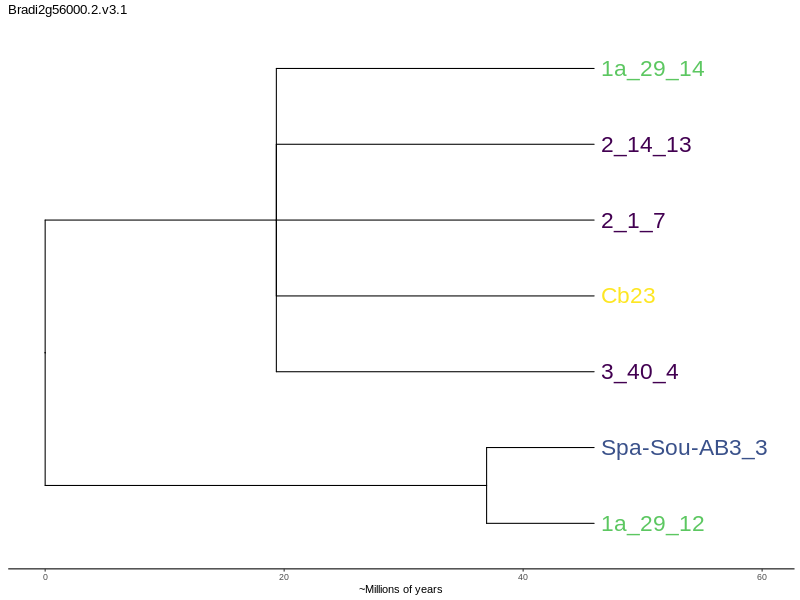 Bradi2g56000.2.v3.1
1a_29_14
2_14_13
2_1_7
Cb23
3_40_4
Spa-Sou-AB3_3
1a_29_12
0 20 40 60
~Millions of years